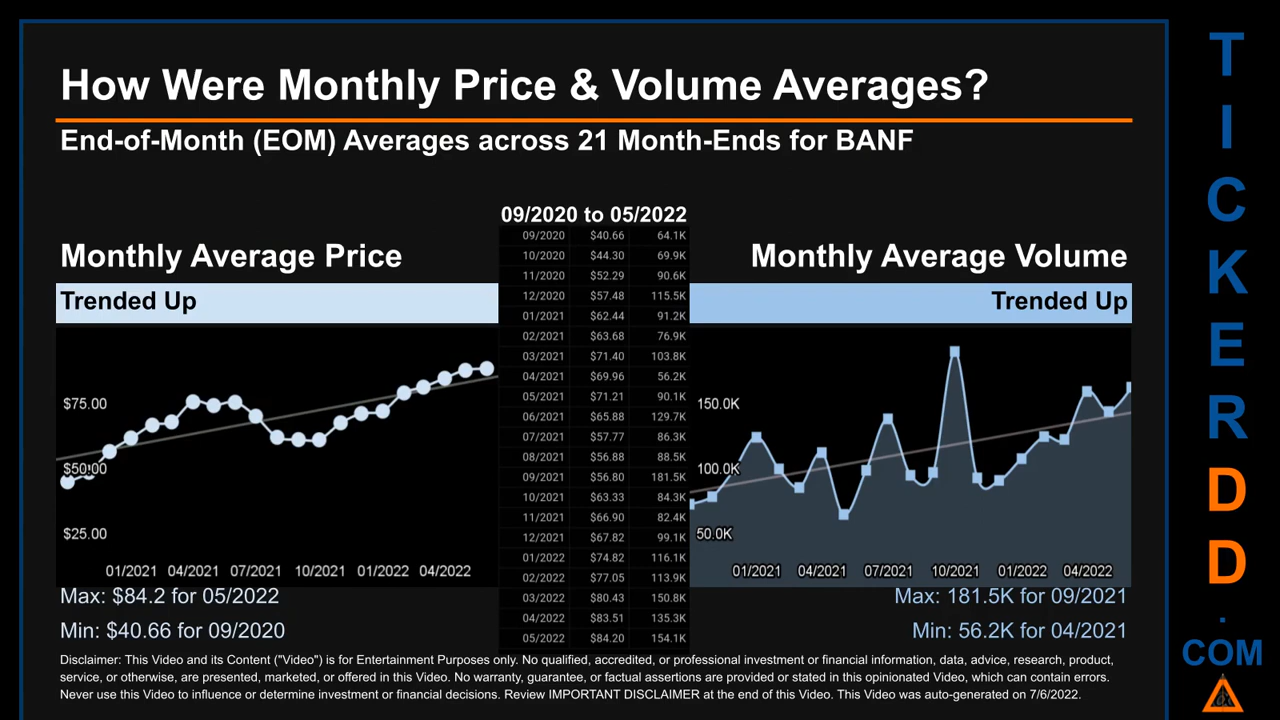 How Were Monthly Price & Volume Averages?
End-of-Month (EOM) Averages across 21 Month-Ends for BANF
09/2020 to 05/2022
Monthly Average Price
Trended Up
$75.00
$50.00
$25.00
01/2021 04/2021 07/2021 10/2021 01/2022 04/2022
Max: $84.2 for 05/2022
Min: $40.66 for 09/2020
09/2020 $40.66 64.1K
10/2020 $44.30 69.9K
11/2020 $52.29 90.6K
12/2020 $57.48 115.5K
01/2021 $62.44 91.2K
02/2021 $63.68 76.9K
03/2021 $71.40 103.8K
04/2021 $69.96 56.2K
05/2021 $71.21 90.1K
06/2021 $65.88 129.7K
07/2021 $57.77 86.3K
08/2021 $56.88 88.5K
09/2021 $56.80 181.5K
10/2021 $63.33 84.3K
11/2021 $66.90 82.4K
12/2021 $67.82 99.1K
01/2022 $74.82 116.1K
02/2022 $77.05 113.9K
03/2022 $80.43 150.8K
04/2022 $83.51 135.3K
05/2022 $84.20 154.1K
Monthly Average Volume
Trended Up
150.0K
100.0K
50.0K
01/2021 04/2021 07/2021 10/2021 01/2022 04/2022
Max: 181.5K for 09/2021
Min: 56.2K for 04/2021
Disclaimer: This Video and its Content ("Video") is for Entertainment Purposes only. No qualified, accredited, or professional investment or financial information, data, advice, research, product,
service, or otherwise, are presented, marketed, or offered in this Video. No warranty, guarantee, or factual assertions are provided or stated in this opinionated Video, which can contain errors.
Never use this Video to influence or determine investment or financial decisions. Review IMPORTANT DISCLAIMER at the end of this Video. This Video was auto-generated on 7/6/2022.
T
I
C
K
E
R
D
D
.
COM